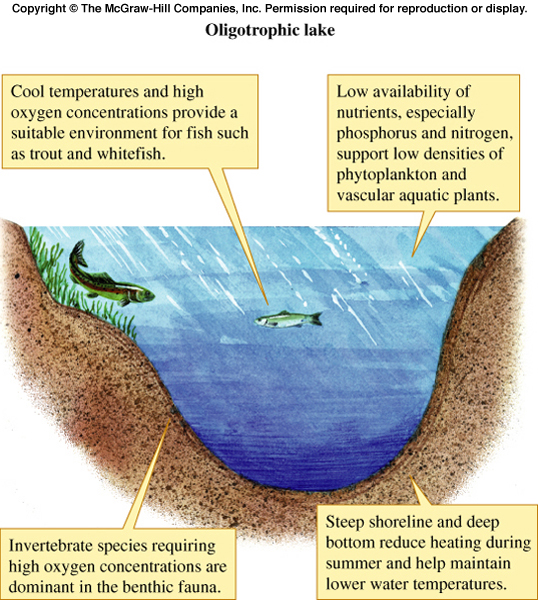 Copyright © The McGraw-Hill Companies, Inc. Permission required for reproduction or display.
Oligotrophic lake
Cool temperatures and high
oxygen concentrations provide a
suitable environment for fish such
as trout and whitefish.
Low availability of
nutrients, especially
phosphorus and nitrogen,
support low densities of
phytoplankton and
vascular aquatic plants.
Invertebrate species requiring
high oxygen concentrations are
dominant in the benthic fauna.
Steep shoreline and deep
bottom reduce heating during
summer and help maintain
lower water temperatures.